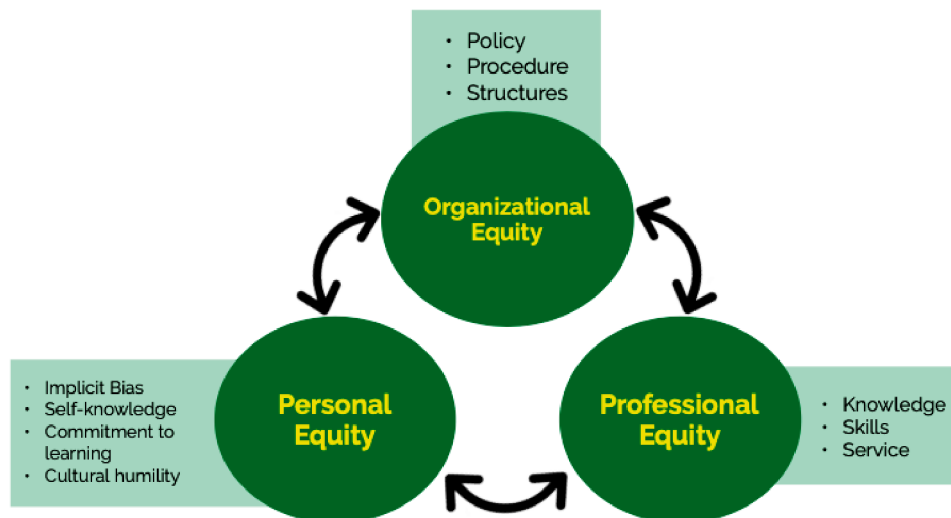 • Policy
• Procedure
• Structures
Organizational
Equity
• Implicit Bias
• Self-knowledge
• Commitment to
learning
• Cultural humility
Personal
Equity
Professional
Equity
• Knowledge
• Skills
• Service